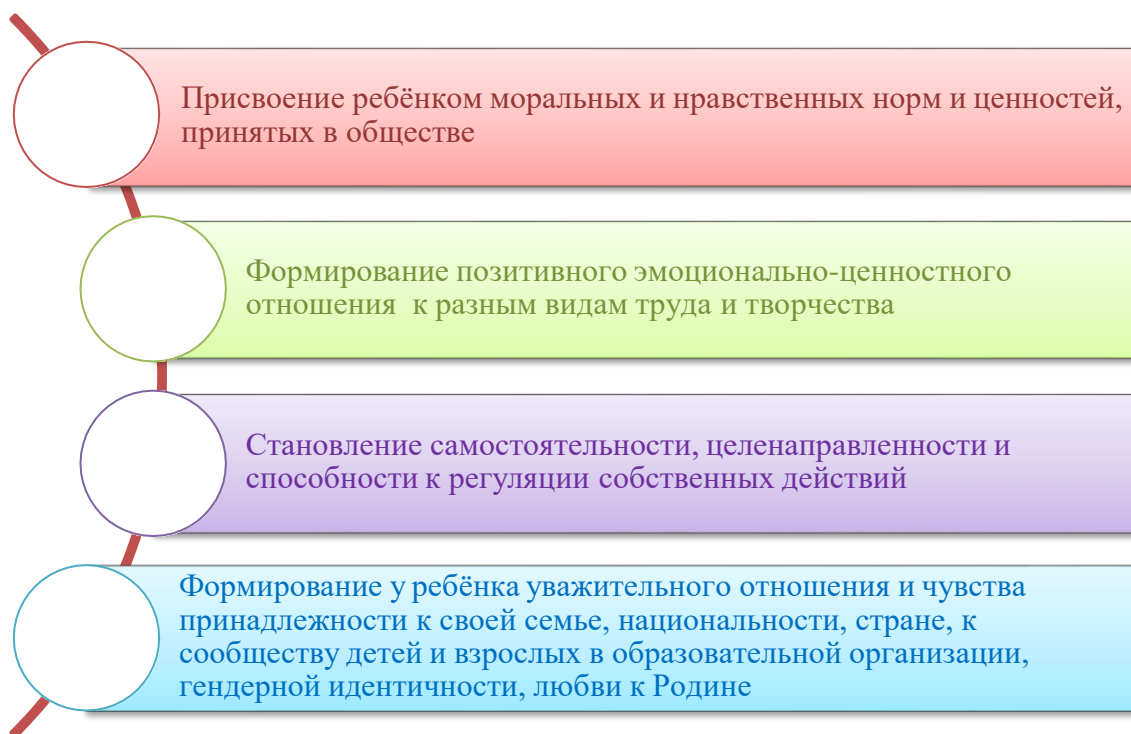 Присвоение ребёнком моральных и нравственных норм и ценностей,
принятых в обществе
Формирование позитивного эмоционально-ценностного
отношения  к разным видам труда и творчества
Становление самостоятельности, целенаправленности и
способности к регуляции собственных действий
Формирование у ребёнка уважительного отношения и чувства
принадлежности к своей семье, национальности, стране, к
сообществу детей и взрослых в образовательной организации,
гендерной идентичности, любви к Родине